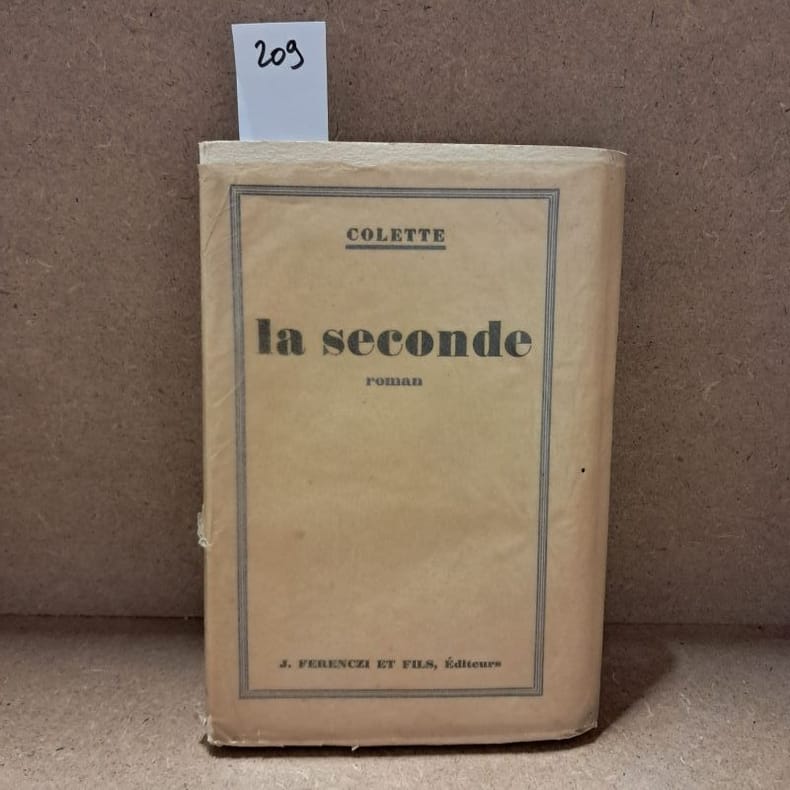 209
COLETTE
la seconde
roman
J. FERENCZI ET FILS, Éditeurs